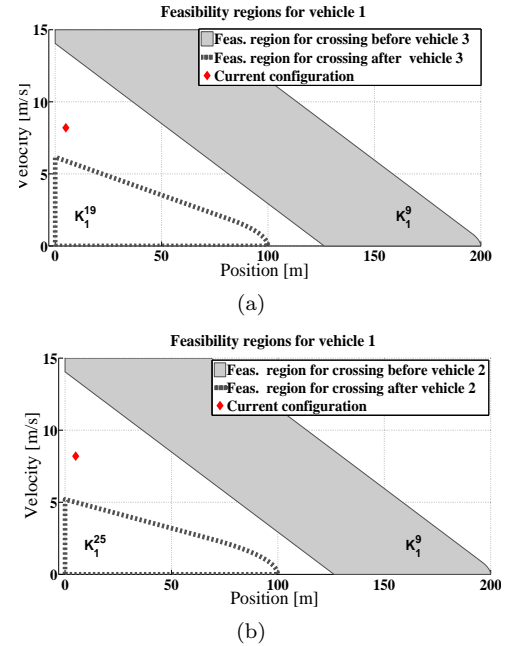 Feasibility regions for vehicle 1
Feas. region for crossing before vehicle 3
Feas. region for crossing after vehicle 3
Current configuration
15
10
5
0
Velocity [m/s]
K₁¹⁹
K₁⁹
0 50 100 150 200
Position [m]
(a)
Feasibility regions for vehicle 1
Feas. region for crossing before vehicle 2
Feas. region for crossing after vehicle 2
Current configuration
15
10
5
0
Velocity [m/s]
K₁²⁵
K₁⁹
0 50 100 150 200
Position [m]
(b)